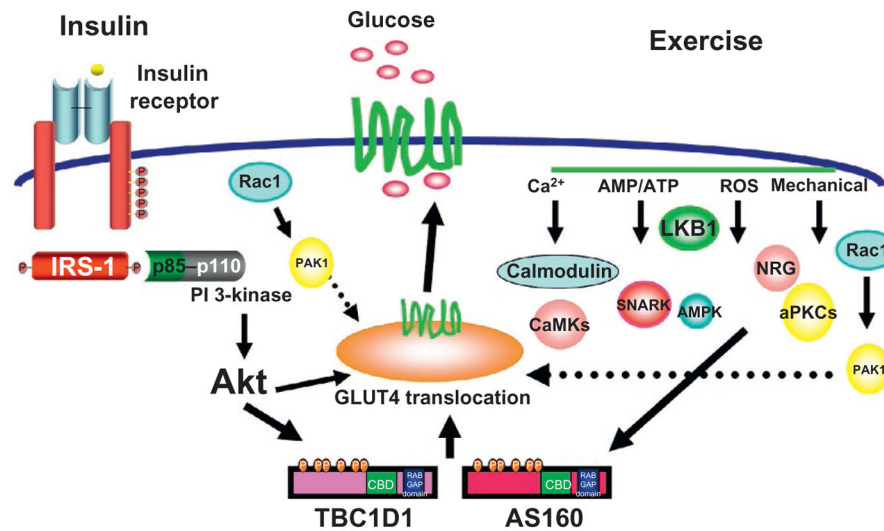 Insulin
Glucose
Exercise
Insulin
receptor
P
P
P
P
P
Rac1
PAK1
P IRS-1 P p85–p110
PI 3-kinase
Akt
GLUT4 translocation
Ca²⁺ AMP/ATP ROS Mechanical
LKB1
Calmodulin
NRG
Rac1
CaMKs
SNARK
AMPK
aPKCs
PAK1
P P P P P P
CBD
RAB
GAP
domain
TBC1D1
P P P P P P
CBD
RAB
GAP
domain
AS160